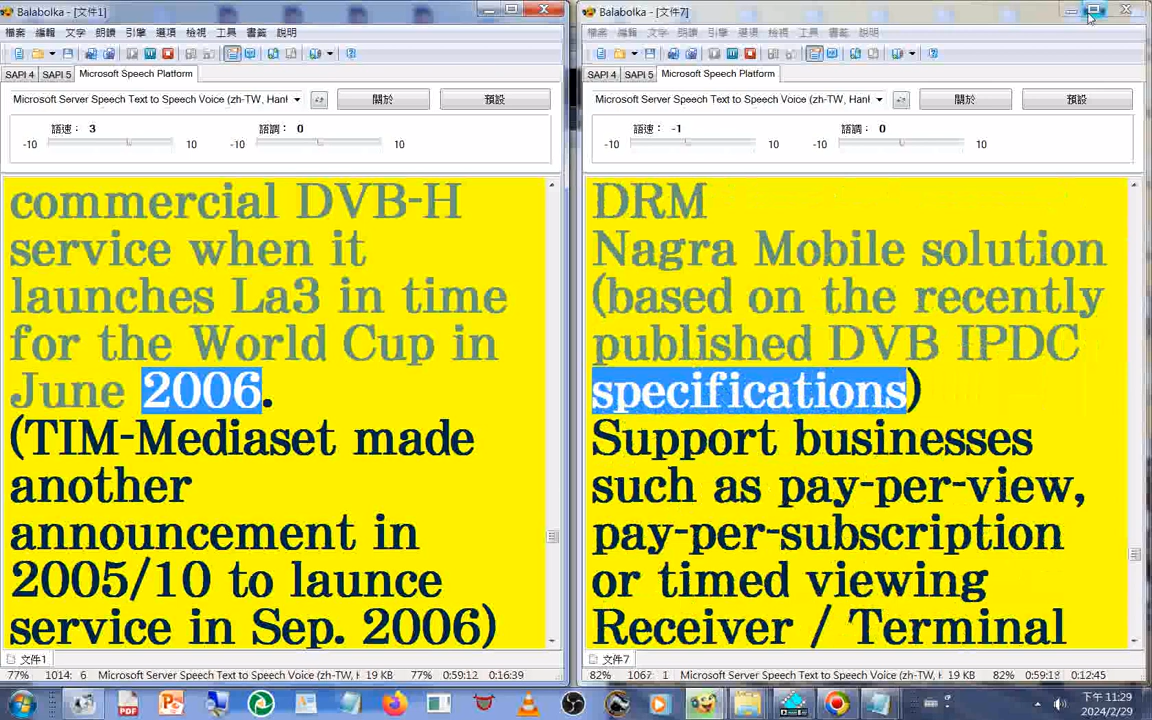 Balabolka - [文件1]
檔案 編輯 文字 朗讀 引擎 選項 檢視 工具 書籤 說明
SAPI 4 SAPI 5 Microsoft Speech Platform
Microsoft Server Speech Text to Speech Voice (zh-TW, Hanl
關於 預設
語速： 3 語調： 0
-10 10 -10 10
commercial DVB-H
service when it
launches La3 in time
for the World Cup in
June 2006.
(TIM-Mediaset made
another
announcement in
2005/10 to launce
service in Sep. 2006)
文件1
77% 1014: 6 Microsoft Server Speech Text to Speech Voice (zh-TW, H 19 KB 77% 0:59:12 0:16:39
Balabolka - [文件7]
檔案 編輯 文字 朗讀 引擎 選項 檢視 工具 書籤 說明
SAPI 4 SAPI 5 Microsoft Speech Platform
Microsoft Server Speech Text to Speech Voice (zh-TW, Hanl
關於 預設
語速： -1 語調： 0
-10 10 -10 10
DRM
Nagra Mobile solution
(based on the recently
published DVB IPDC
specifications)
Support businesses
such as pay-per-view,
pay-per-subscription
or timed viewing
Receiver / Terminal
文件7
82% 1067: 1 Microsoft Server Speech Text to Speech Voice (zh-TW, H 19 KB 82% 0:59:18 0:12:45
下午 11:29
2024/2/29